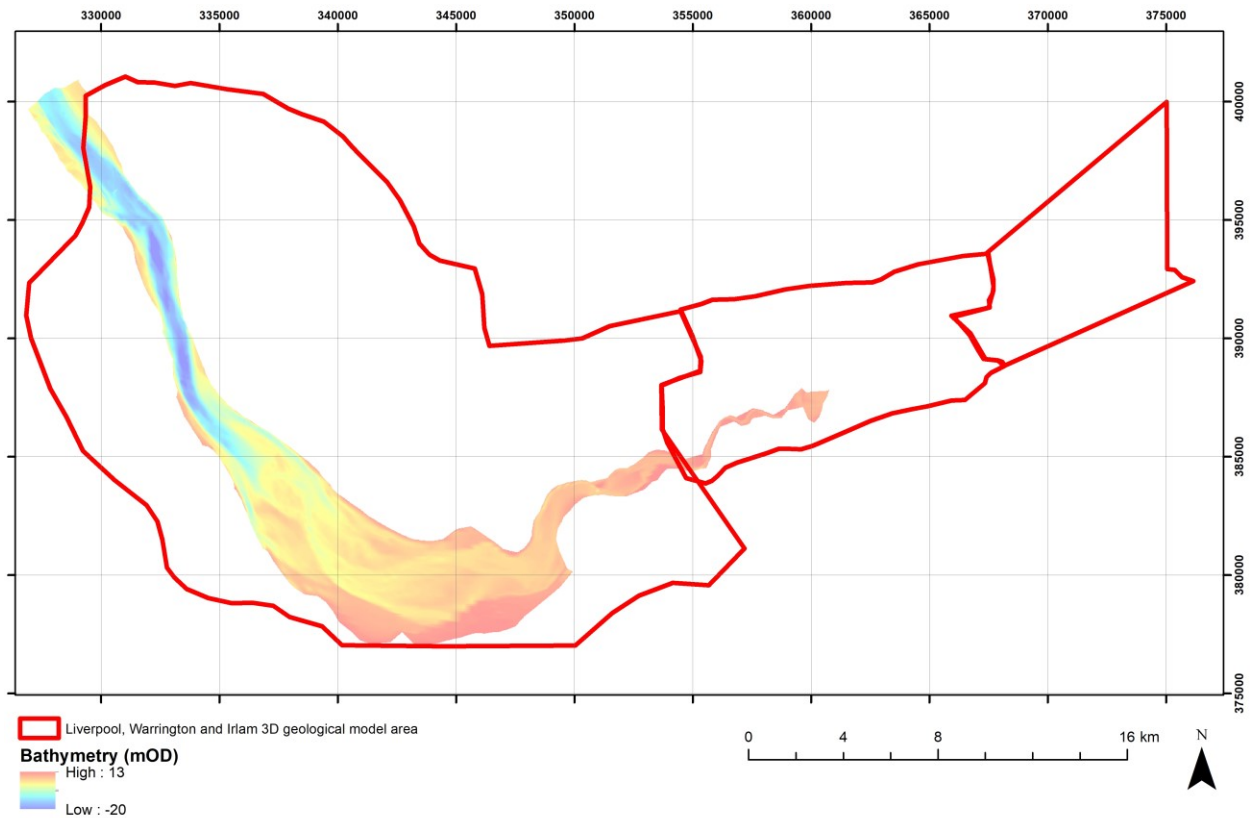 330000 335000 340000 345000 350000 355000 360000 365000 370000 375000
400000
395000
390000
385000
380000
375000
Liverpool, Warrington and Irlam 3D geological model area
Bathymetry (mOD)
High : 13
Low : -20
0 4 8 16 km
N